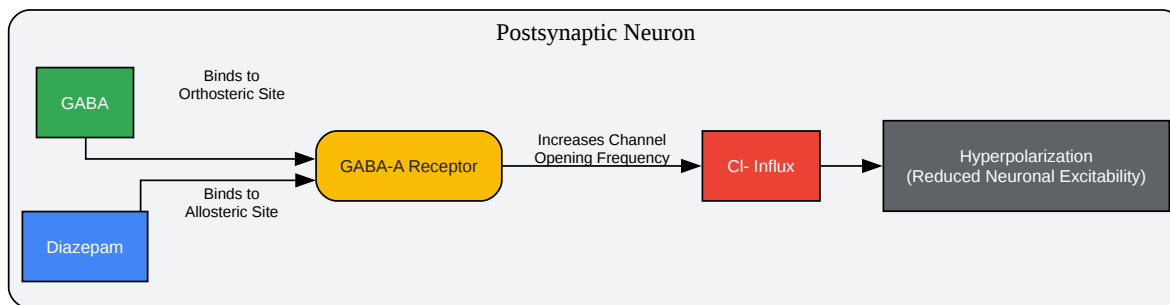 Postsynaptic Neuron
GABA
Binds to
Orthosteric Site
GABA-A Receptor
Increases Channel
Opening Frequency
Cl- Influx
Hyperpolarization
(Reduced Neuronal Excitability)
Binds to
Allosteric Site
Diazepam